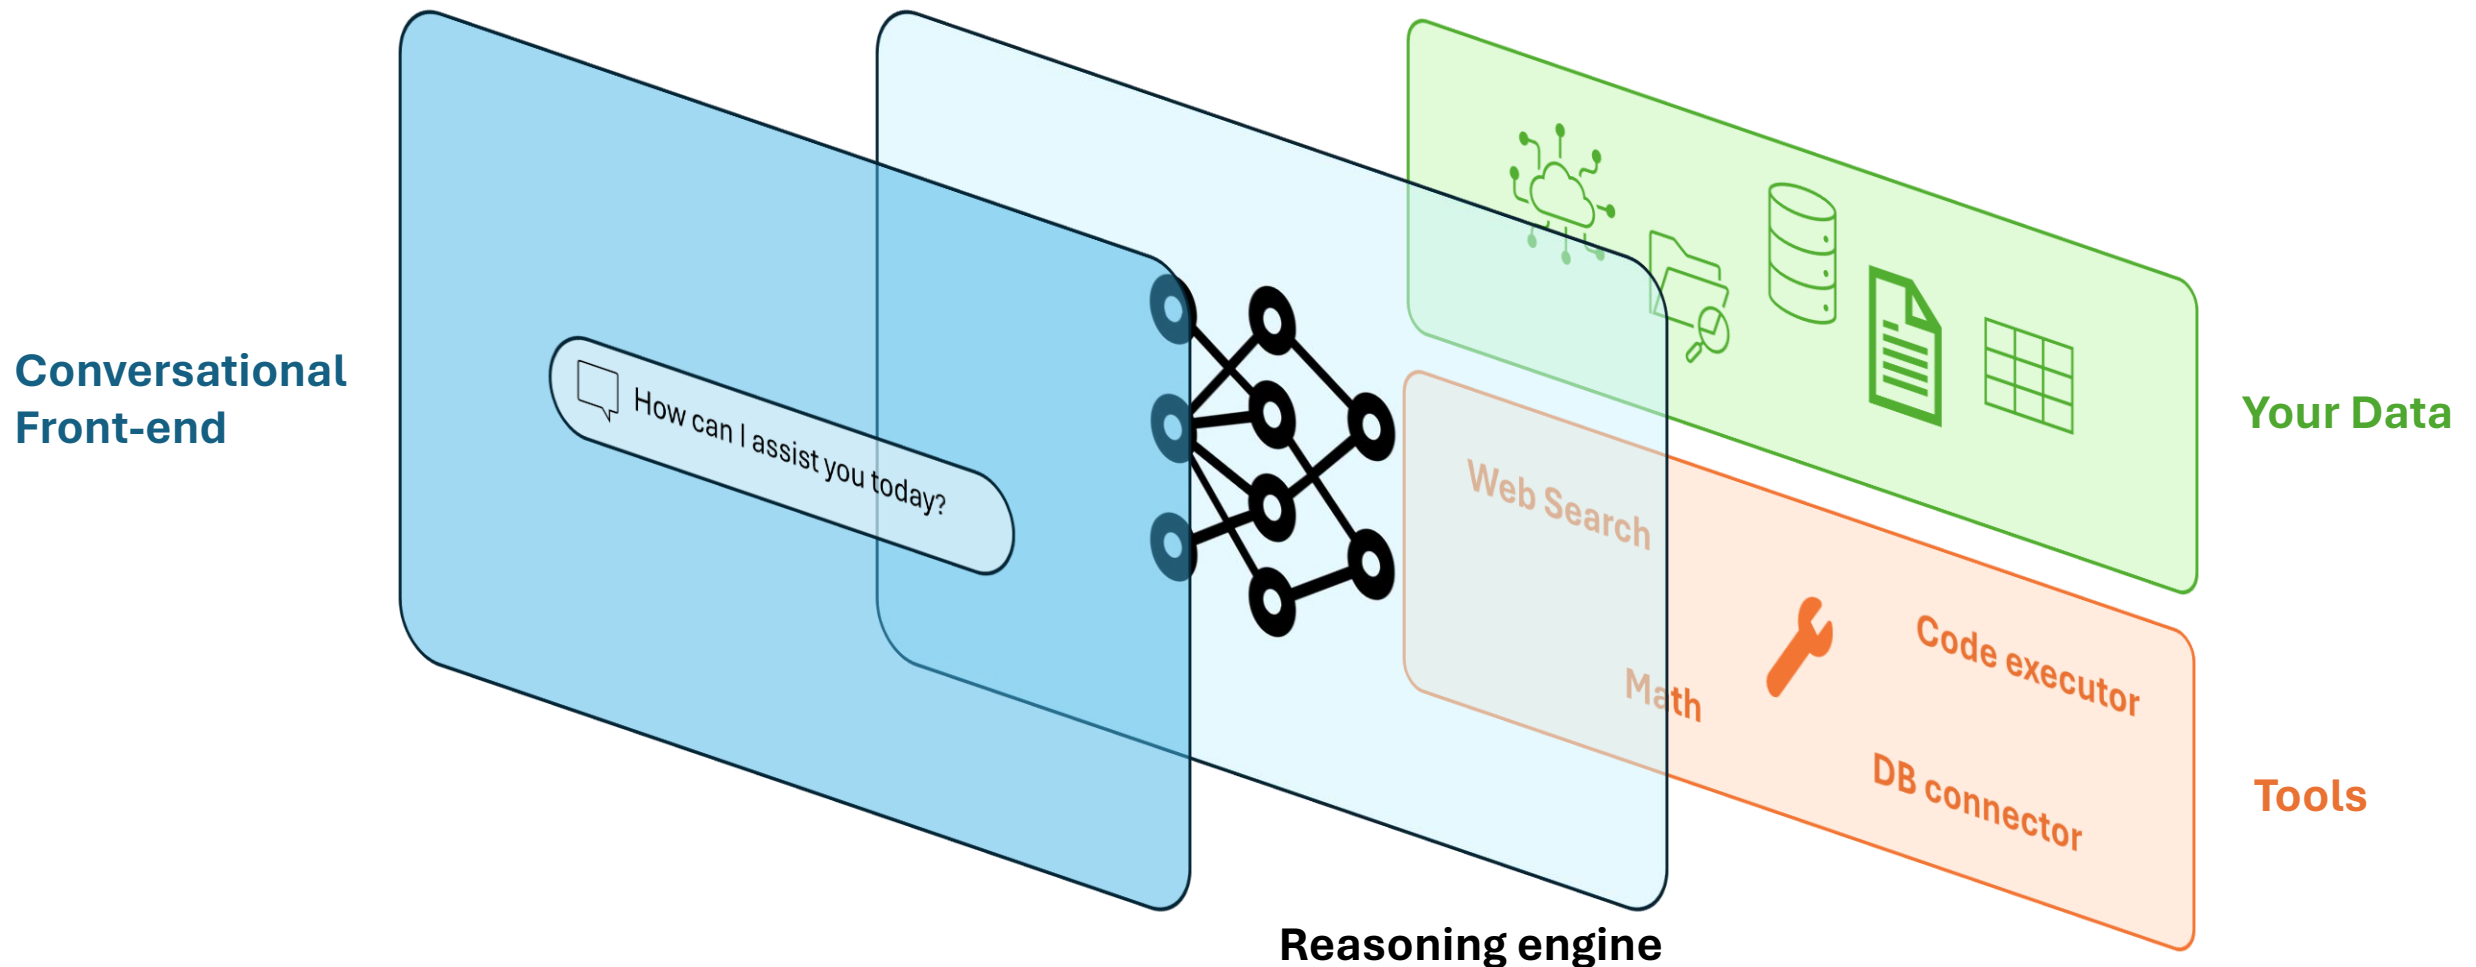 Conversational
Front-end
How can I assist you today?
Reasoning engine
Your Data
Web Search
Math
Code executor
DB connector
Tools